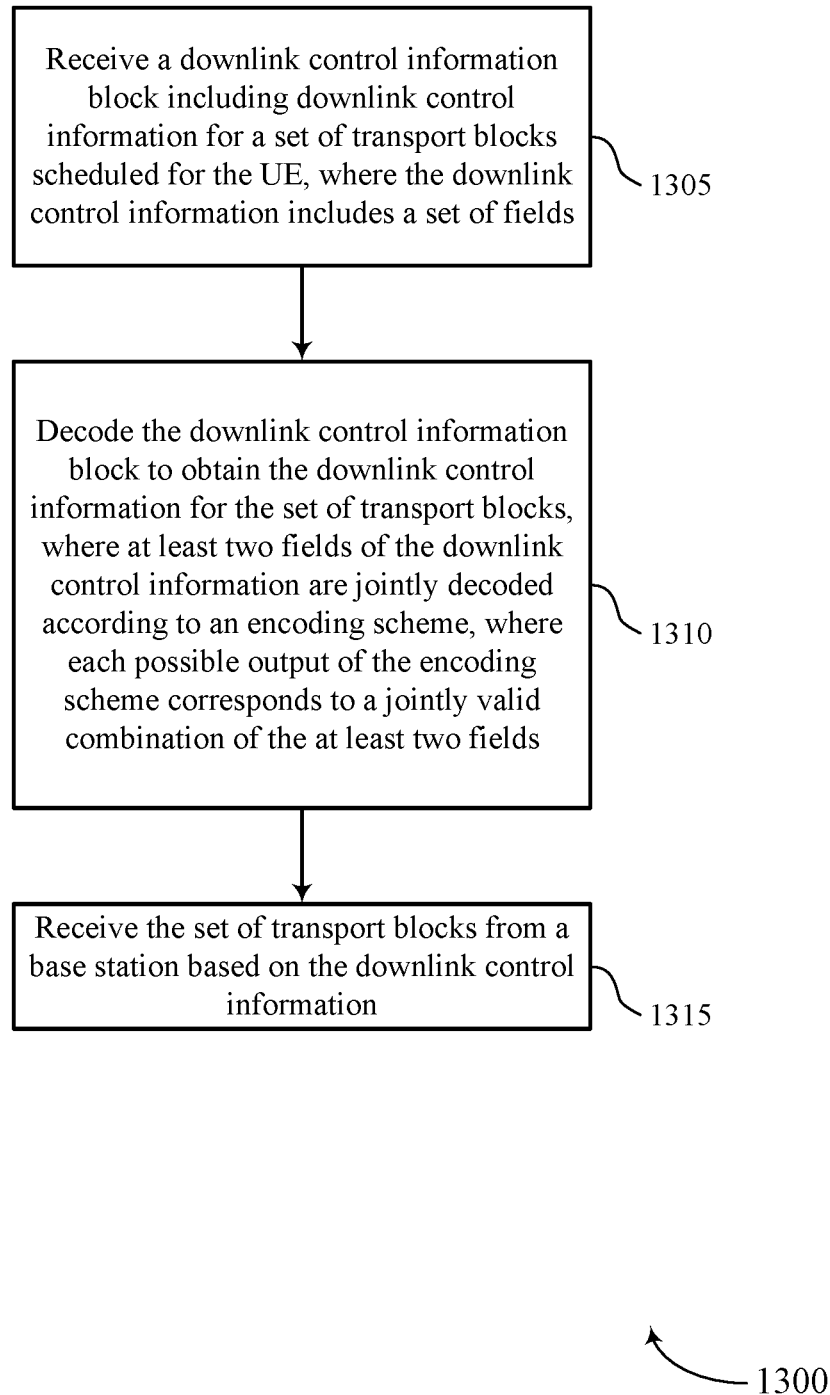 Receive a downlink control information
block including downlink control
information for a set of transport blocks
scheduled for the UE, where the downlink
control information includes a set of fields
1305
Decode the downlink control information
block to obtain the downlink control
information for the set of transport blocks,
where at least two fields of the downlink
control information are jointly decoded
according to an encoding scheme, where
each possible output of the encoding
scheme corresponds to a jointly valid
combination of the at least two fields
1310
Receive the set of transport blocks from a
base station based on the downlink control
information
1315
1300